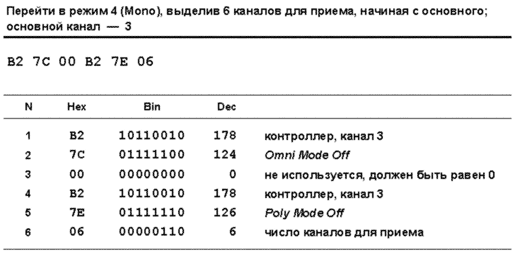 Перейти в режим 4 (Mono), выделив 6 каналов для приема, начиная с основного;
основной канал — 3
B2 7C 00 B2 7E 06
N Hex Bin Dec
1 B2 10110010 178 контроллер, канал 3
2 7C 01111100 124 Omni Mode Off
3 00 00000000 0 не используется, должен быть равен 0
4 B2 10110010 178 контроллер, канал 3
5 7E 01111110 126 Poly Mode Off
6 06 00000110 6 число каналов для приема